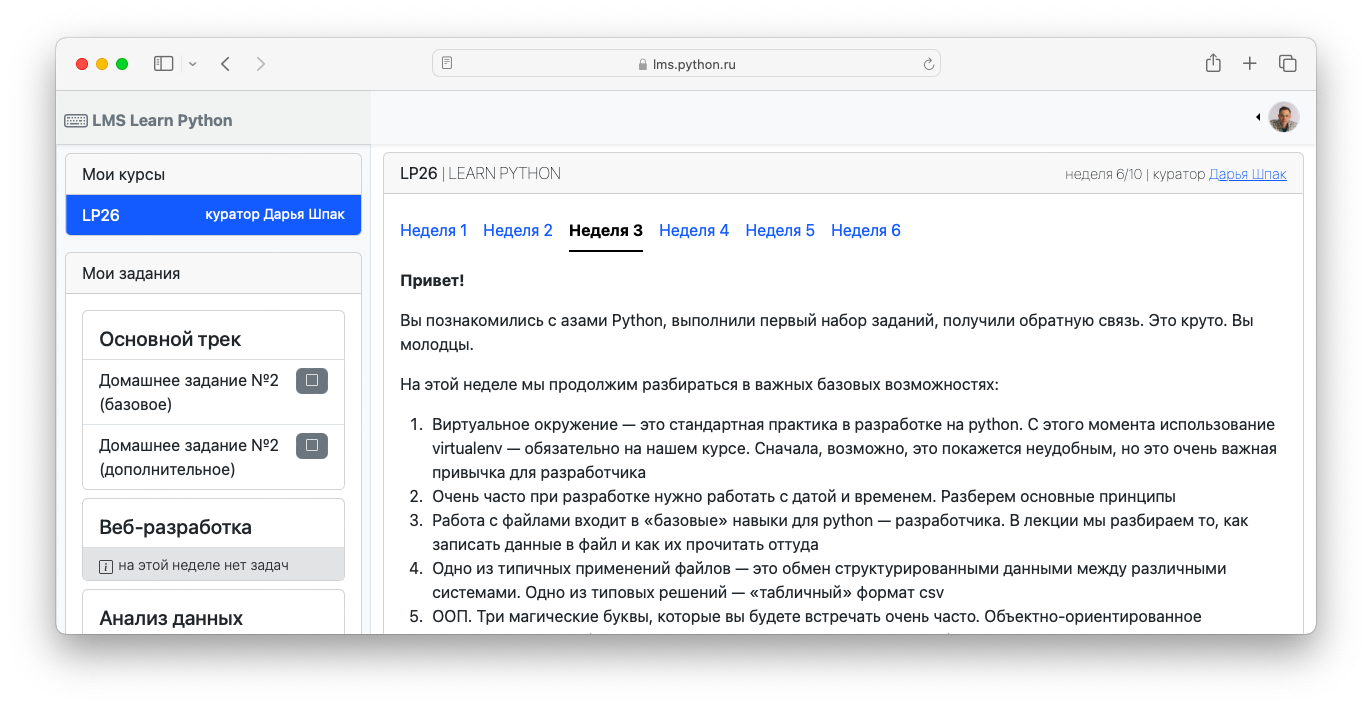 lms.python.ru
LMS Learn Python
Мои курсы
LP26
куратор Дарья Шпак
Мои задания
Основной трек
Домашнее задание №2
(базовое)
Домашнее задание №2
(дополнительное)
Веб-разработка
на этой неделе нет задач
Анализ данных
LP26 | LEARN PYTHON
неделя 6/10 | куратор Дарья Шпак
Неделя 1 Неделя 2 Неделя 3 Неделя 4 Неделя 5 Неделя 6
Привет!
Вы познакомились с азами Python, выполнили первый набор заданий, получили обратную связь. Это круто. Вы
молодцы.
На этой неделе мы продолжим разбираться в важных базовых возможностях:
1. Виртуальное окружение — это стандартная практика в разработке на python. С этого момента использование
virtualenv — обязательно на нашем курсе. Сначала, возможно, это покажется неудобным, но это очень важная
привычка для разработчика
2. Очень часто при разработке нужно работать с датой и временем. Разберем основные принципы
3. Работа с файлами входит в «базовые» навыки для python — разработчика. В лекции мы разбираем то, как
записать данные в файл и как их прочитать оттуда
4. Одно из типичных применений файлов — это обмен структурированными данными между различными
системами. Одно из типовых решений — «табличный» формат csv
5. ООП. Три магические буквы, которые вы будете встречать очень часто. Объектно-ориентированное